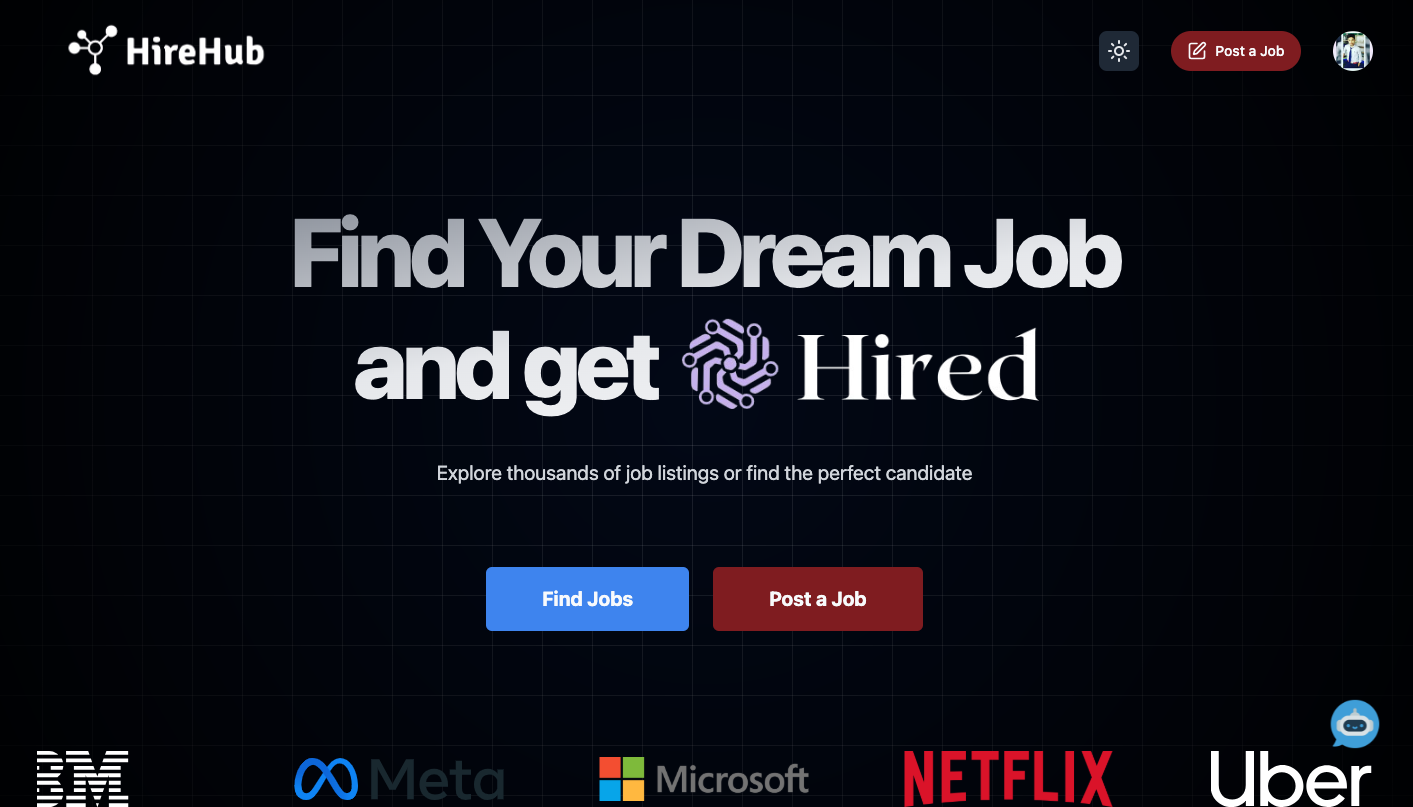 HireHub
Post a Job
Find Your Dream Job
and get Hired
Explore thousands of job listings or find the perfect candidate
Find Jobs Post a Job
IBM Meta Microsoft NETFLIX Uber